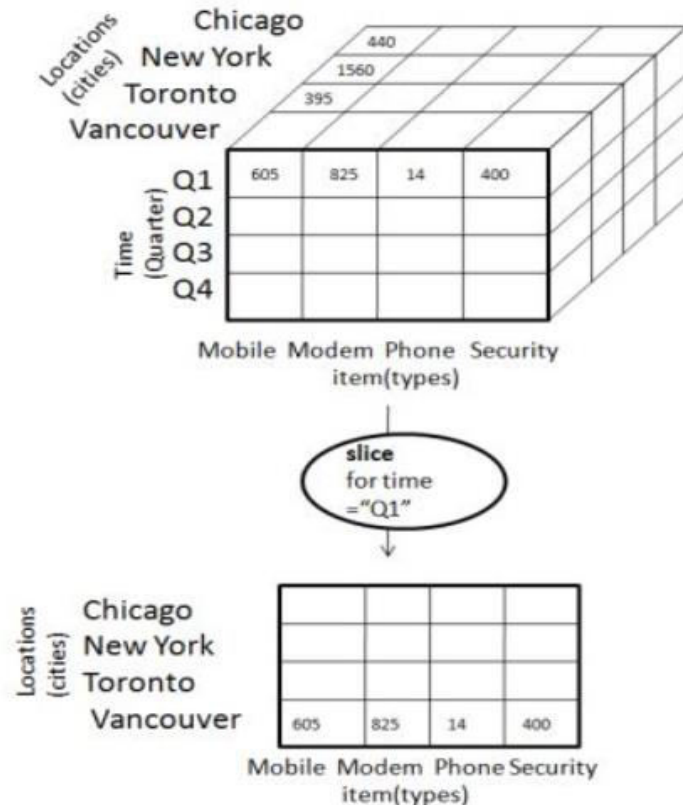 Locations
(cities)
Chicago
New York
Toronto
Vancouver
440
1560
395
Time
(Quarter)
Q1
Q2
Q3
Q4
605 825 14 400
Mobile Modem Phone Security
item(types)
slice
for time
="Q1"
Locations
(cities)
Chicago
New York
Toronto
Vancouver
605 825 14 400
Mobile Modem Phone Security
item(types)